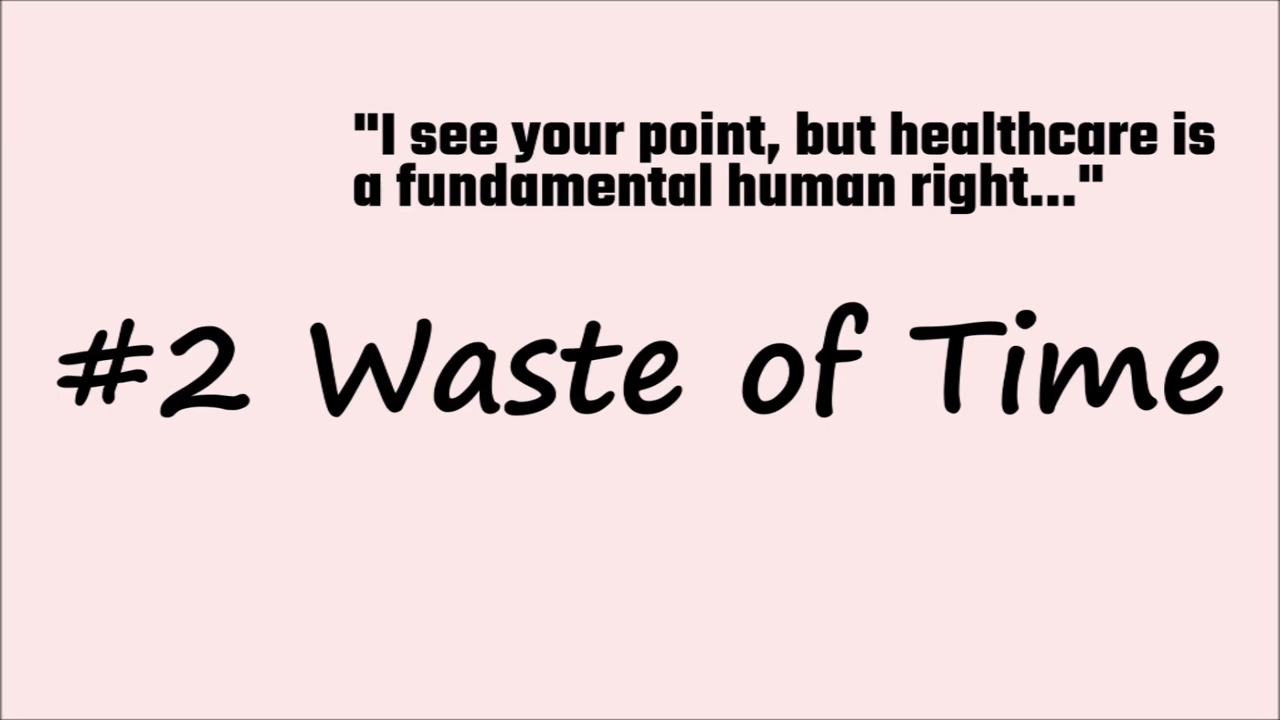 "I see your point, but healthcare is
a fundamental human right..."
#2 Waste of Time